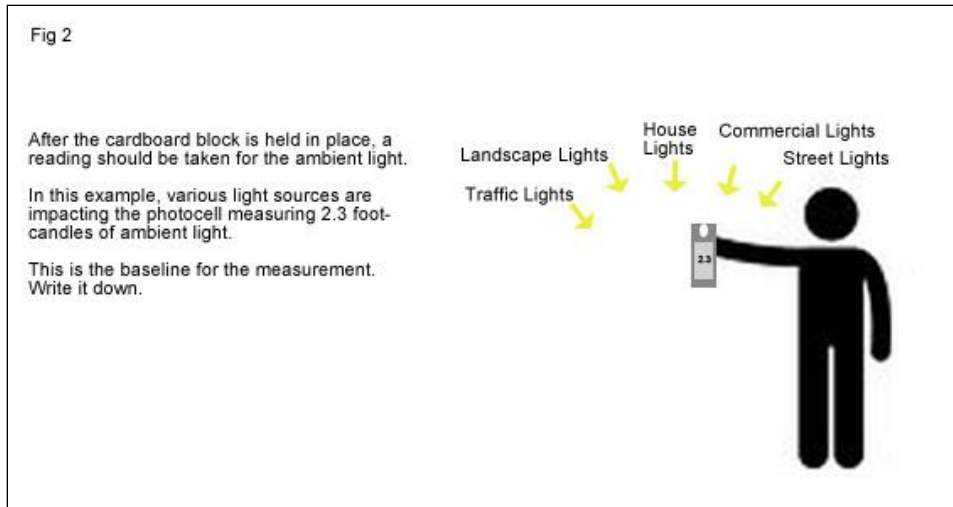 Fig 2
After the cardboard block is held in place, a
reading should be taken for the ambient light.
In this example, various light sources are
impacting the photocell measuring 2.3 foot-
candles of ambient light.
This is the baseline for the measurement.
Write it down.
Traffic Lights
Landscape Lights
House
Lights
Commercial Lights
Street Lights
2.3